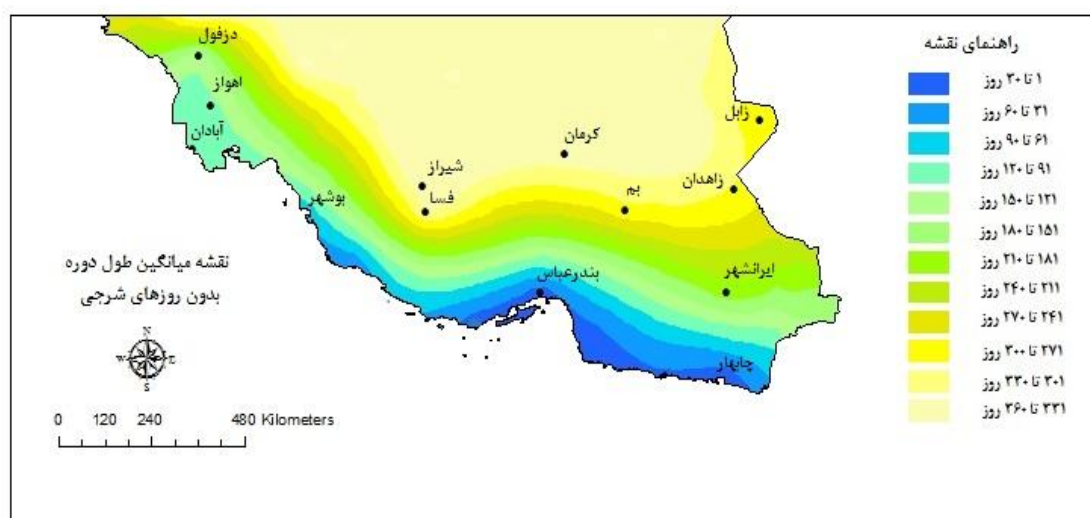 راهنمای نقشه
۱ تا ۳۰ روز
۳۱ تا ۶۰ روز
۶۱ تا ۹۰ روز
۹۱ تا ۱۲۰ روز
۱۲۱ تا ۱۵۰ روز
۱۵۱ تا ۱۸۰ روز
۱۸۱ تا ۲۱۰ روز
۲۱۱ تا ۲۴۰ روز
۲۴۱ تا ۲۷۰ روز
۲۷۱ تا ۳۰۰ روز
۳۰۱ تا ۳۳۰ روز
۳۳۱ تا ۳۶۰ روز
دزفول
اهواز
آبادان
زابل
کرمان
شیراز
زاهدان
فسا
بم
بوشهر
بندرعباس
ایرانشهر
چابهار
نقشه میانگین طول دوره
بدون روزهای شرجی
N
W E
S
0 120 240 480 Kilometers